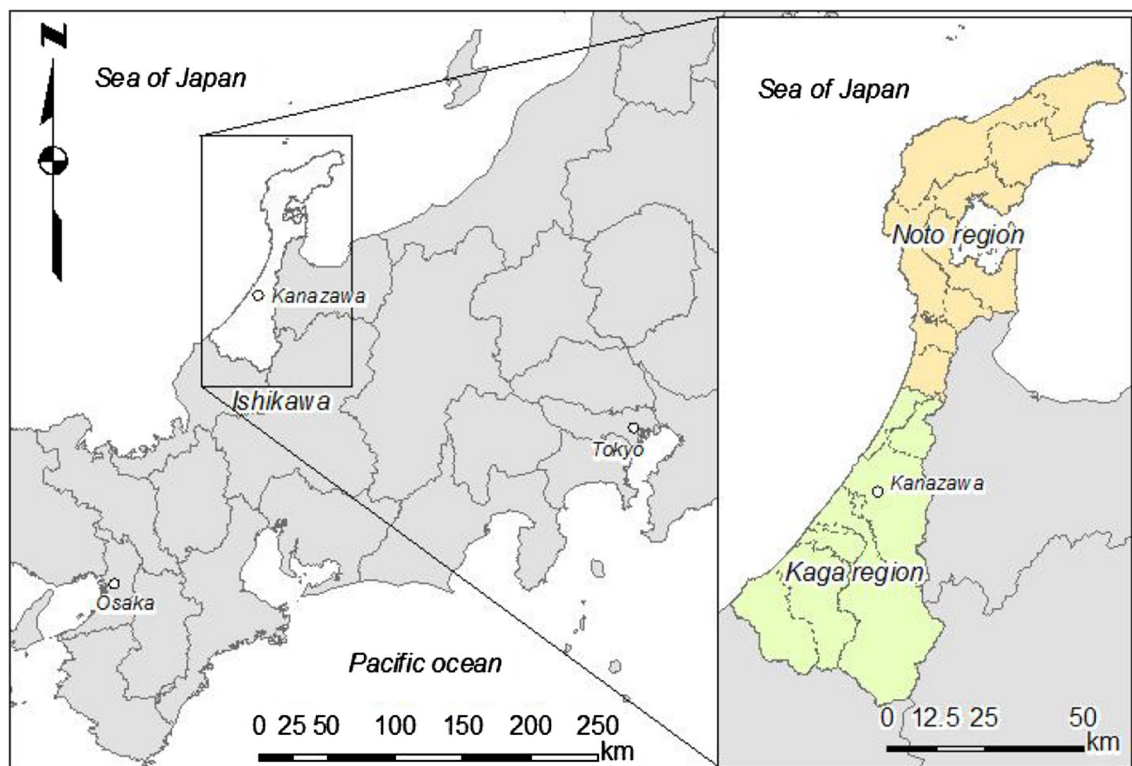 N
Sea of Japan
Kanazawa
Ishikawa
Tokyo
Osaka
Pacific ocean
0 25 50 100 150 200 250
km
Sea of Japan
Noto region
Kanazawa
Kaga region
0 12.5 25 50
km